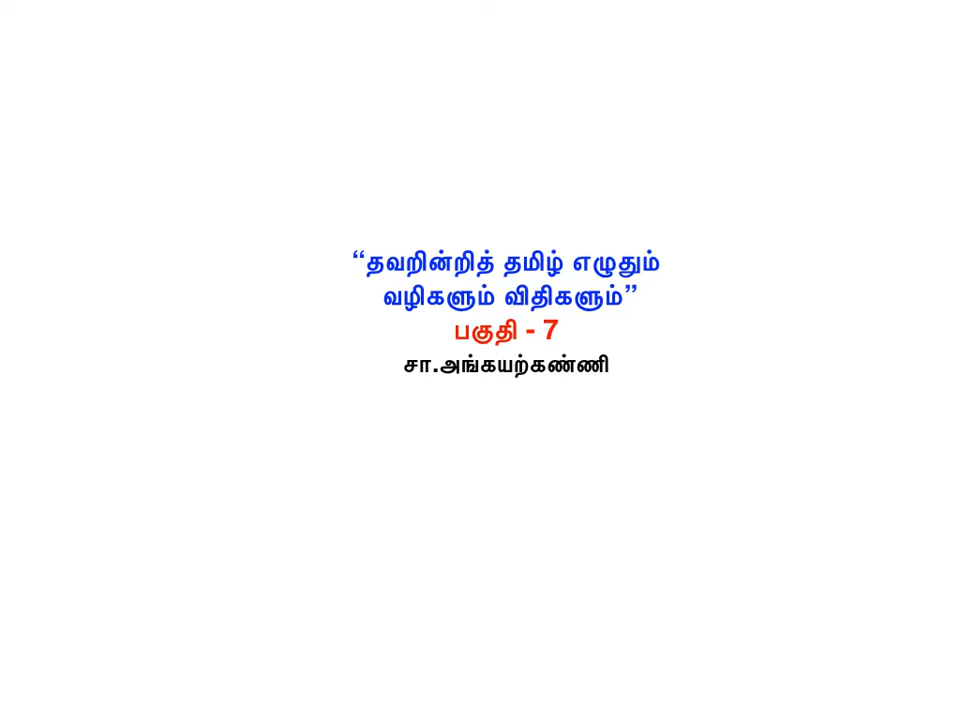 “தவறின்றித் தமிழ் எழுதும்
வழிகளும் விதிகளும்”
பகுதி - 7
சா.அங்கயற்கண்ணி